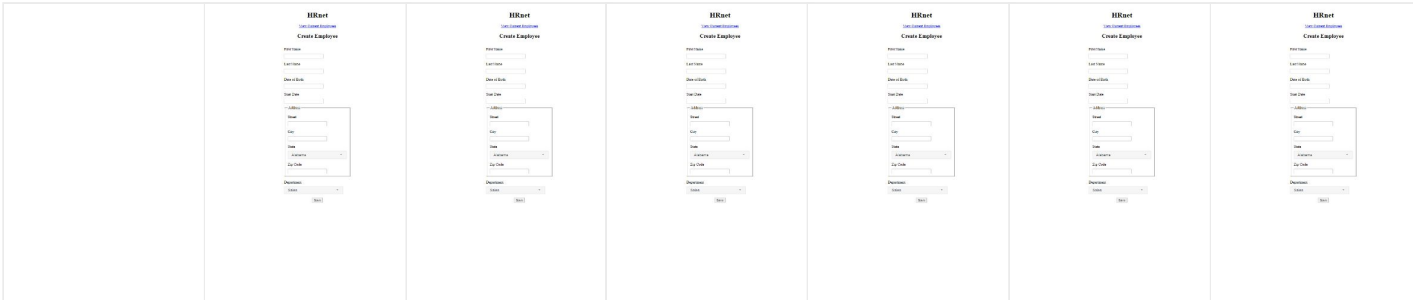 HRnet
View Current Employees
Create Employee
First Name
Last Name
Date of Birth
Start Date
Address
Street
City
State
Alabama
Zip Code
Department
Sales
Save
HRnet
View Current Employees
Create Employee
First Name
Last Name
Date of Birth
Start Date
Address
Street
City
State
Alabama
Zip Code
Department
Sales
Save
HRnet
View Current Employees
Create Employee
First Name
Last Name
Date of Birth
Start Date
Address
Street
City
State
Alabama
Zip Code
Department
Sales
Save
HRnet
View Current Employees
Create Employee
First Name
Last Name
Date of Birth
Start Date
Address
Street
City
State
Alabama
Zip Code
Department
Sales
Save
HRnet
View Current Employees
Create Employee
First Name
Last Name
Date of Birth
Start Date
Address
Street
City
State
Alabama
Zip Code
Department
Sales
Save
HRnet
View Current Employees
Create Employee
First Name
Last Name
Date of Birth
Start Date
Address
Street
City
State
Alabama
Zip Code
Department
Sales
Save